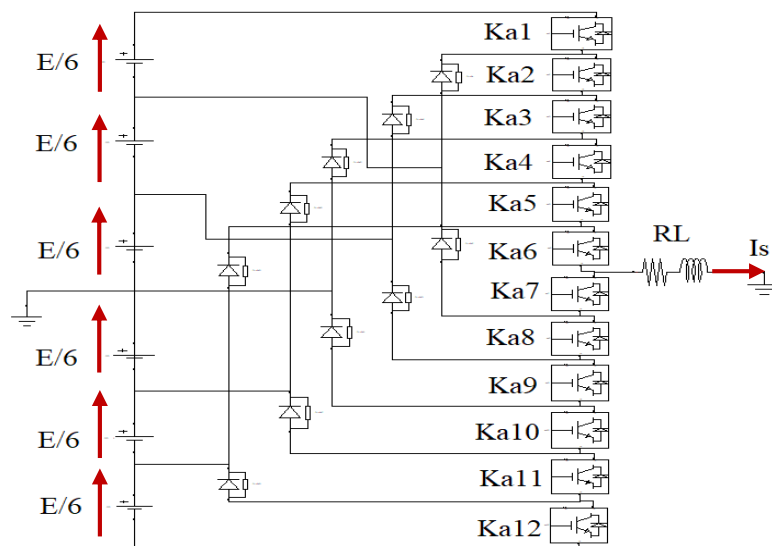 E/6
E/6
E/6
E/6
E/6
E/6
Ka1
Ka2
Ka3
Ka4
Ka5
Ka6
Ka7
Ka8
Ka9
Ka10
Ka11
Ka12
RL
Is